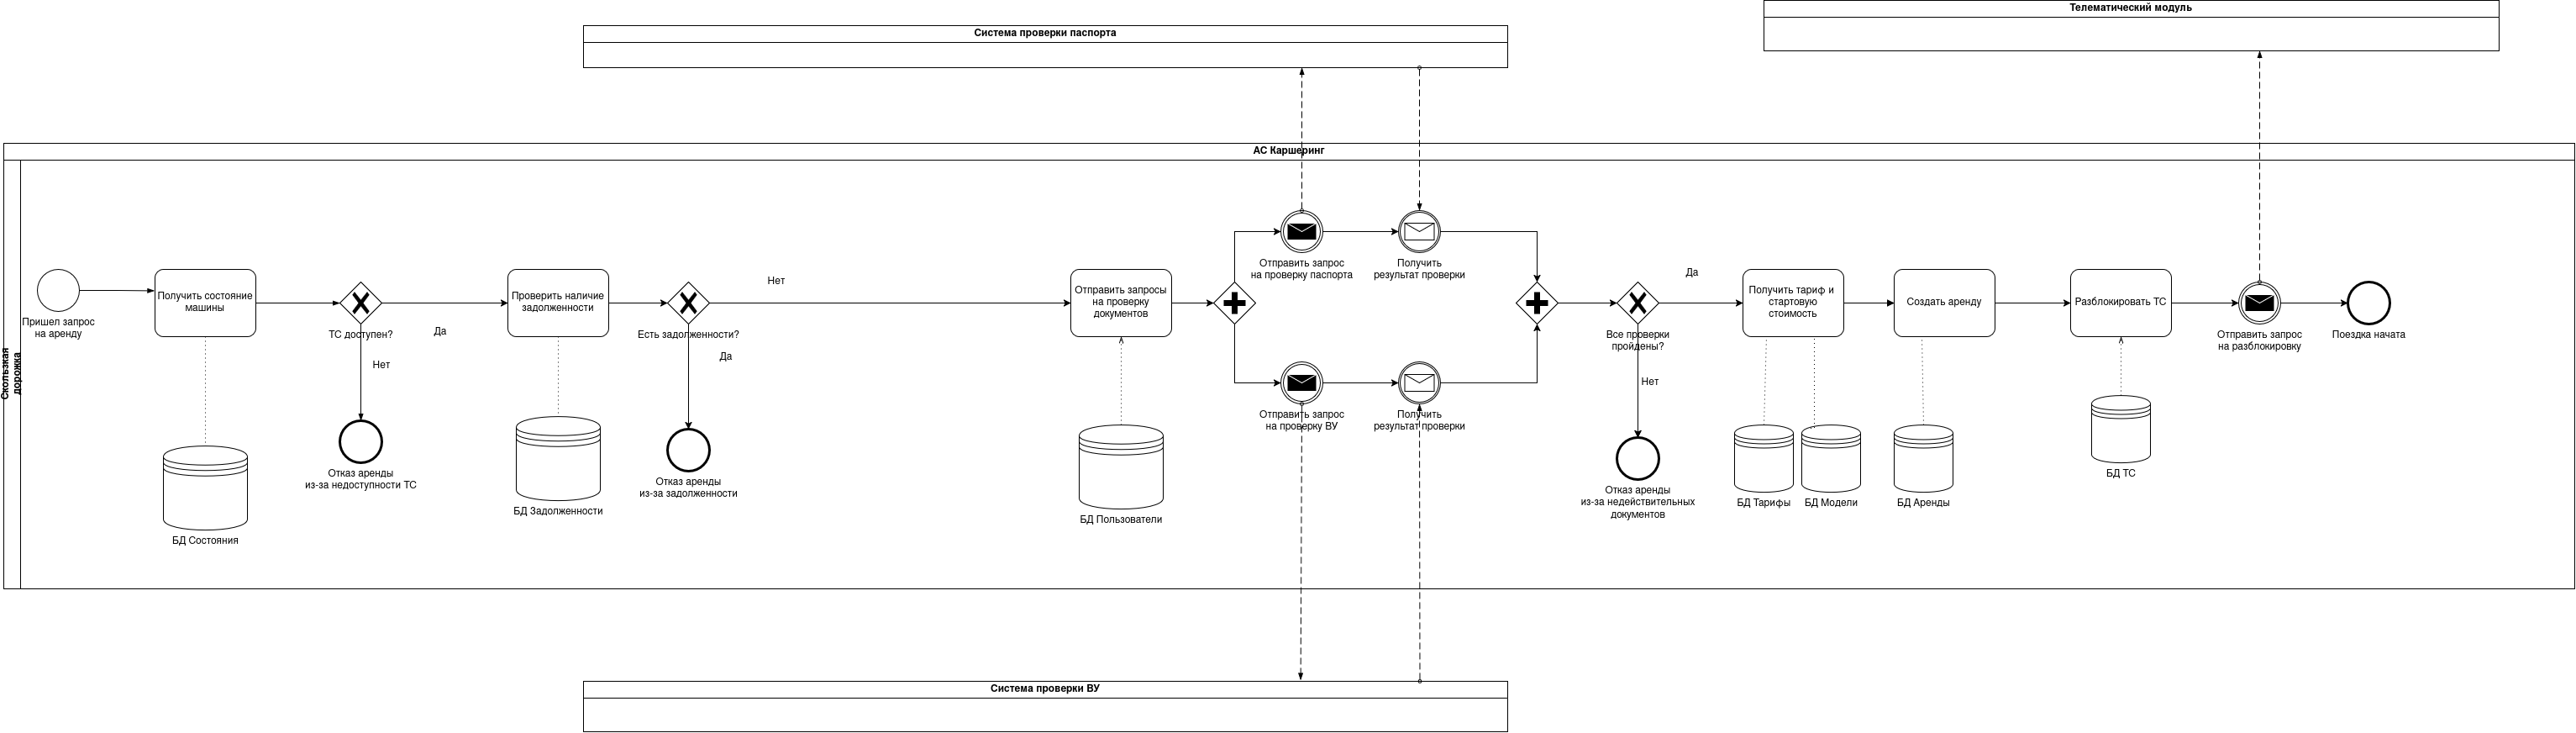 Телематический модуль
Система проверки паспорта
АС Каршеринг
Скользкая
дорожка
Пришел запрос
на аренду
Получить состояние
машины
БД Состояния
ТС доступен?
Да
Нет
Отказ аренды
из-за недоступности ТС
Проверить наличие
задолженности
БД Задолженности
Есть задолженности?
Нет
Да
Отказ аренды
из-за задолженности
Отправить запросы
на проверку
документов
БД Пользователи
Отправить запрос
на проверку паспорта
Получить
результат проверки
Отправить запрос
на проверку ВУ
Получить
результат проверки
Все проверки
пройдены?
Да
Нет
Отказ аренды
из-за недействительных
документов
Получить тариф и
стартовую
стоимость
БД Тарифы
БД Модели
Создать аренду
БД Аренды
Разблокировать ТС
БД ТС
Отправить запрос
на разблокировку
Поездка начата
Система проверки ВУ